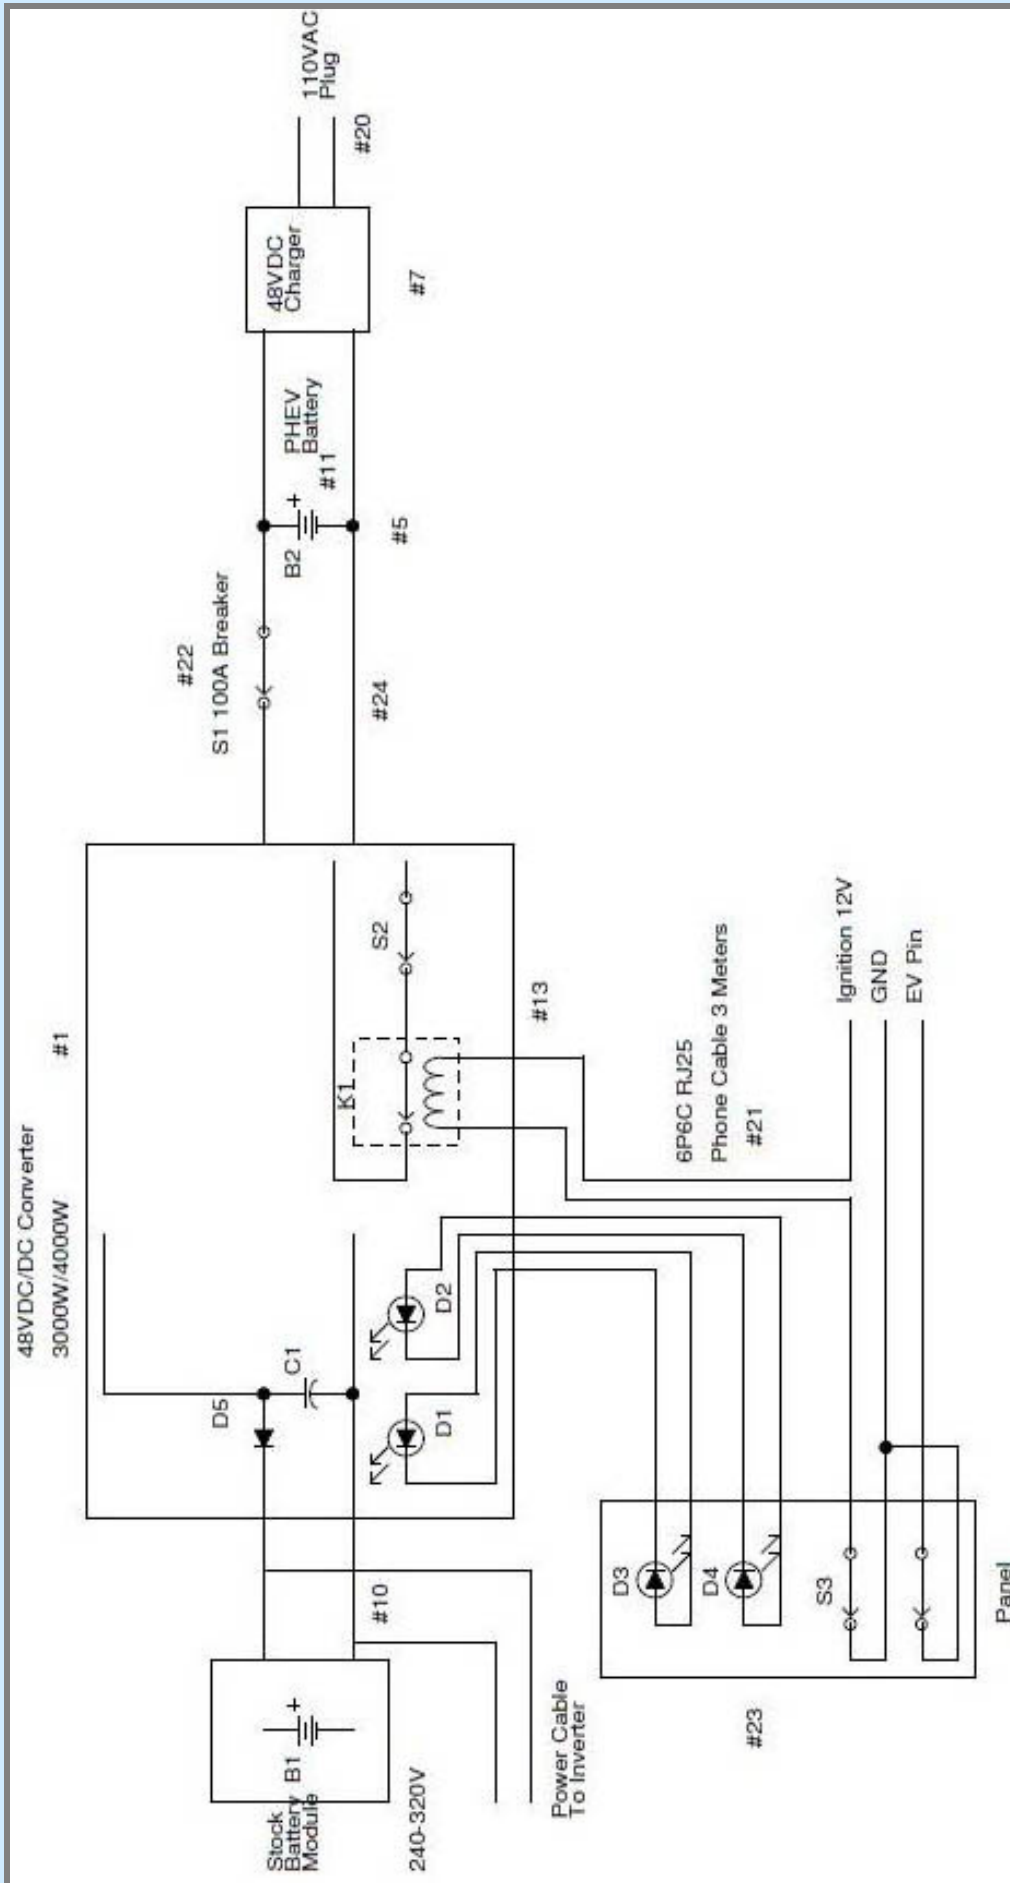 48VDC/DC Converter
3000W/4000W
#1
S1 100A Breaker
#22
110VAC
Plug
#20
48VDC
Charger
#7
PHEV
Battery
#11
B2
+
#5
#24
D5
C1
D1
D2
K1
S2
#13
Stock
Battery
Module
B1
+
240-320V
#10
Power Cable
To Inverter
6P6C RJ25
Phone Cable 3 Meters
#21
Ignition 12V
GND
EV Pin
D3
D4
S3
#23
Panel